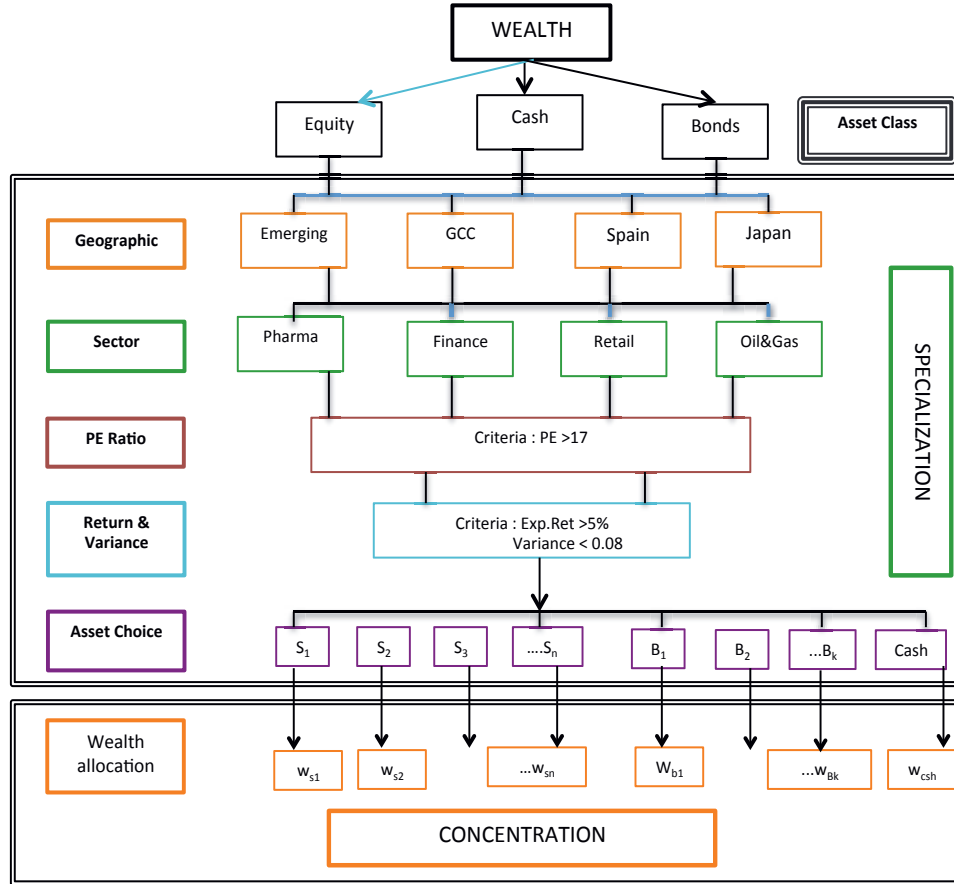 WEALTH
Equity
Cash
Bonds
Asset Class
Geographic
Emerging
GCC
Spain
Japan
Sector
Pharma
Finance
Retail
Oil&Gas
SPECIALIZATION
PE Ratio
Criteria : PE >17
Return &
Variance
Criteria : Exp.Ret >5%
Variance < 0.08
Asset Choice
S1
S2
S3
....Sn
B1
B2
...Bk
Cash
Wealth
allocation
ws1
ws2
...wsn
Wb1
...wBk
wcsh
CONCENTRATION